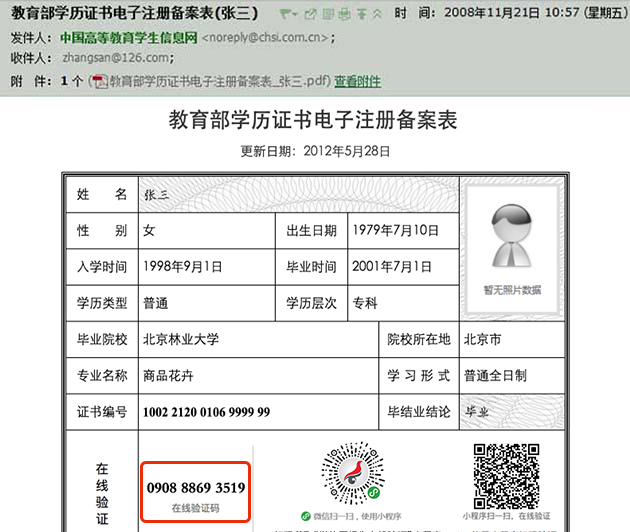 教育部学历证书电子注册备案表(张三) 时 间：2008年11月21日 10:57 (星期五)
发件人：中国高等教育学生信息网 <noreply@chsi.com.cn>;
收件人：zhangsan@126.com;
附 件：1 个 (教育部学历证书电子注册备案表_张三.pdf) 查看附件
教育部学历证书电子注册备案表
更新日期：2012年5月28日
姓 名 张三
性 别 女 出生日期 1979年7月10日
入学时间 1998年9月1日 毕业时间 2001年7月1日
暂无照片数据
学历类型 普通 学历层次 专科
毕业院校 北京林业大学 院校所在地 北京市
专业名称 商品花卉 学 习 形 式 普通全日制
证书编号 1002 2120 0106 9999 99 毕结业结论 毕业
在线验证
0908 8869 3519
在线验证码
微信扫一扫，使用小程序
小程序扫一扫，在线验证